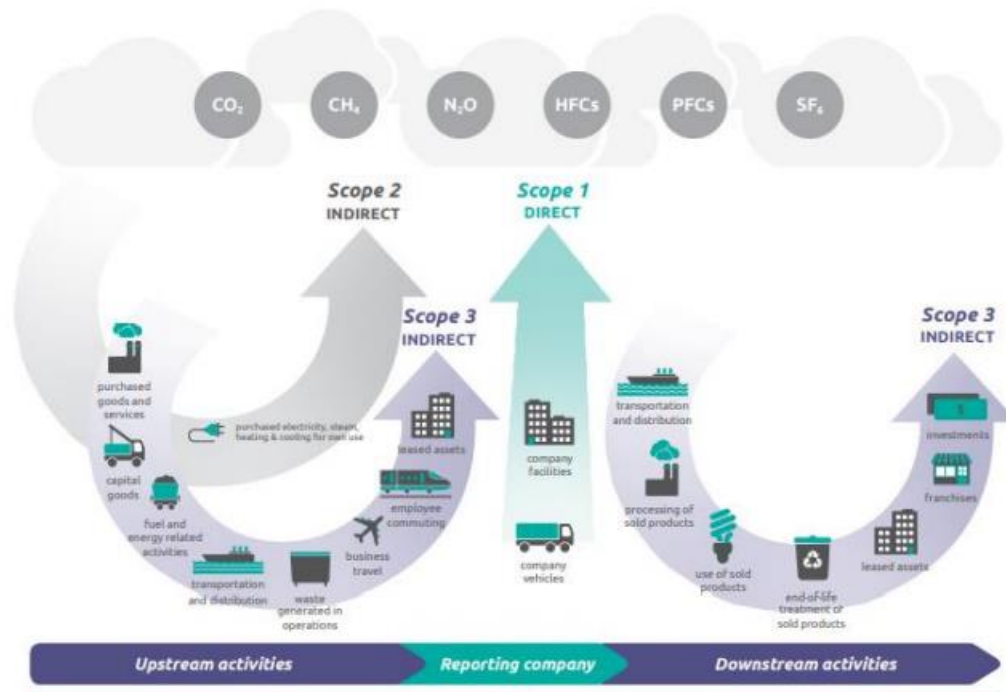 CO₂
CH₄
N₂O
HFCs
PFCs
SF₆
Scope 2
INDIRECT
Scope 1
DIRECT
Scope 3
INDIRECT
Scope 3
INDIRECT
purchased
goods and
services
capital
goods
fuel and
energy related
activities
transportation
and distribution
waste
generated in
operations
business
travel
employee
commuting
leased assets
purchased electricity, steam,
heating & cooling for own use
company
facilities
company
vehicles
transportation
and distribution
processing of
sold products
use of sold
products
end-of-life
treatment of
sold products
leased assets
franchises
investments
Upstream activities
Reporting company
Downstream activities